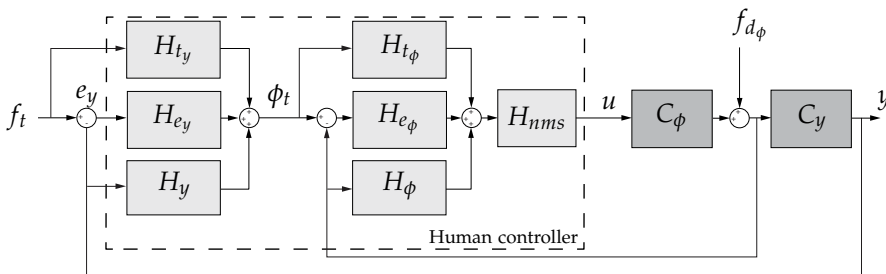 f_{d_ϕ}
H_{t_y}
H_{t_ϕ}
e_y
ϕ_t
u
y
f_t
+
-
H_{e_y}
+
+
+
+
-
H_{e_ϕ}
+
+
+
H_{nms}
C_ϕ
+
+
C_y
H_y
H_ϕ
Human controller